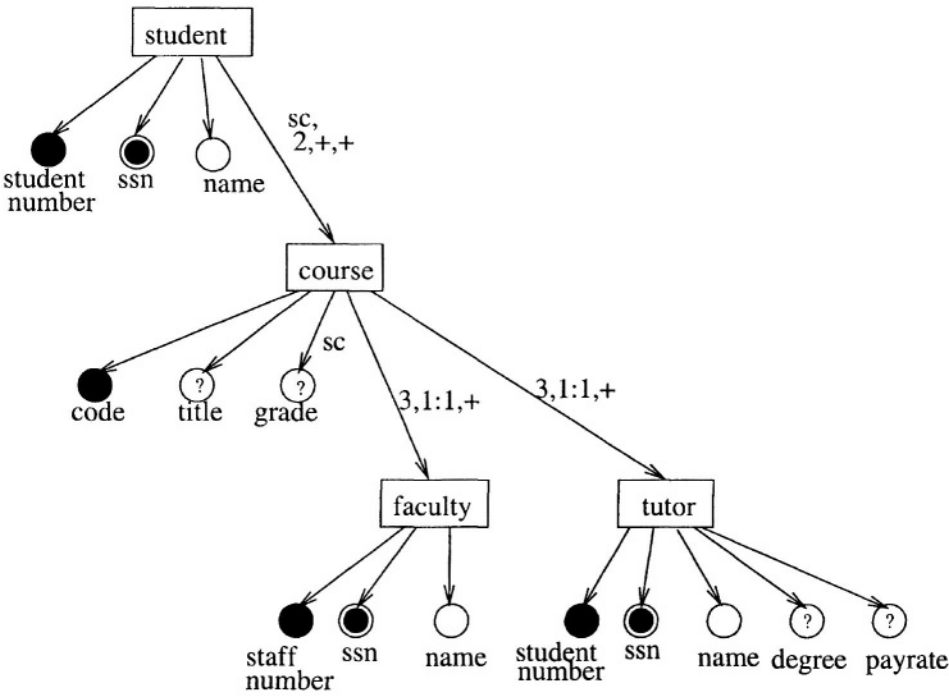 student
sc,
2,+,+
student
number
ssn
name
course
sc
code
?
title
?
grade
3,1:1,+
3,1:1,+
faculty
tutor
staff
number
ssn
name
student
number
ssn
name
?
degree
?
payrate